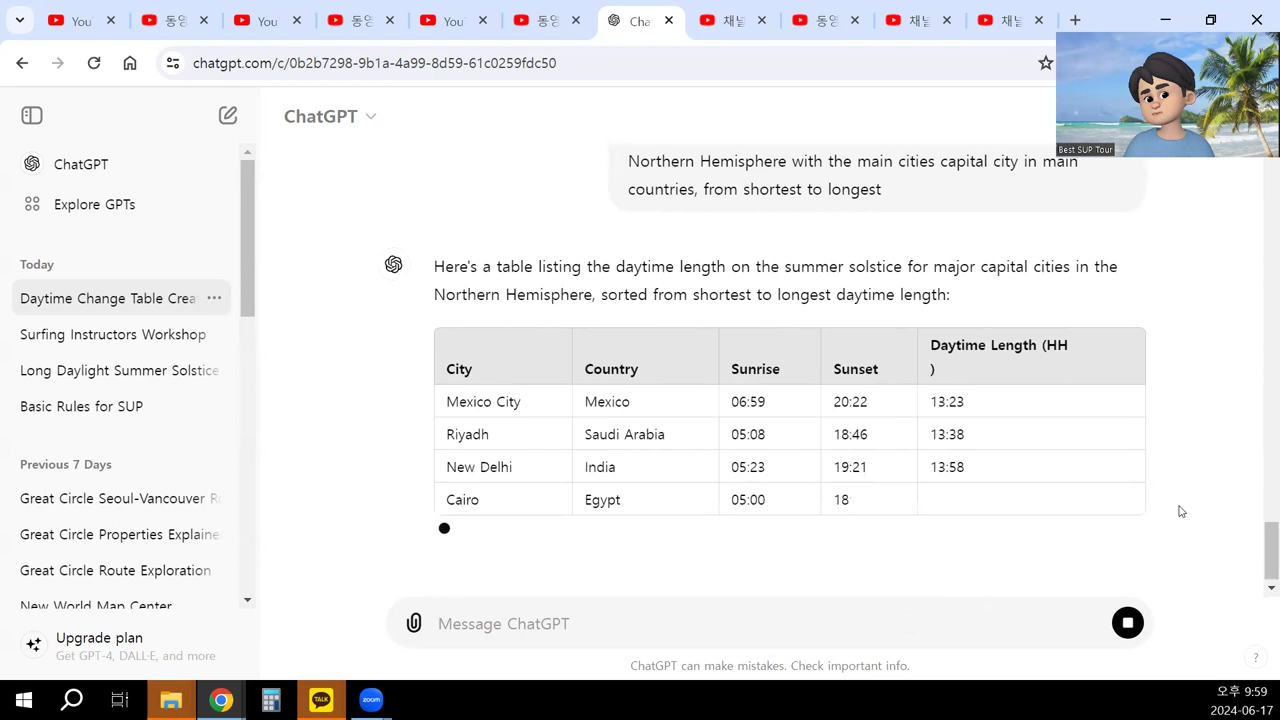 You
동영
You
동영
You
동영
Cha
채널
동영
채널
채널
chatgpt.com/c/0b2b7298-9b1a-4a99-8d59-61c0259fdc50
Best SUP Tour
ChatGPT
ChatGPT
Explore GPTs
Today
Daytime Change Table Crea
Surfing Instructors Workshop
Long Daylight Summer Solstice
Basic Rules for SUP
Previous 7 Days
Great Circle Seoul-Vancouver R
Great Circle Properties Explaine
Great Circle Route Exploration
New World Map Center
Upgrade plan
Get GPT-4, DALL·E, and more
Northern Hemisphere with the main cities capital city in main
countries, from shortest to longest
Here's a table listing the daytime length on the summer solstice for major capital cities in the
Northern Hemisphere, sorted from shortest to longest daytime length:
City Country Sunrise Sunset Daytime Length (HH
)
Mexico City Mexico 06:59 20:22 13:23
Riyadh Saudi Arabia 05:08 18:46 13:38
New Delhi India 05:23 19:21 13:58
Cairo Egypt 05:00 18
Message ChatGPT
ChatGPT can make mistakes. Check important info.
?
TALK
zoom
오후 9:59
2024-06-17